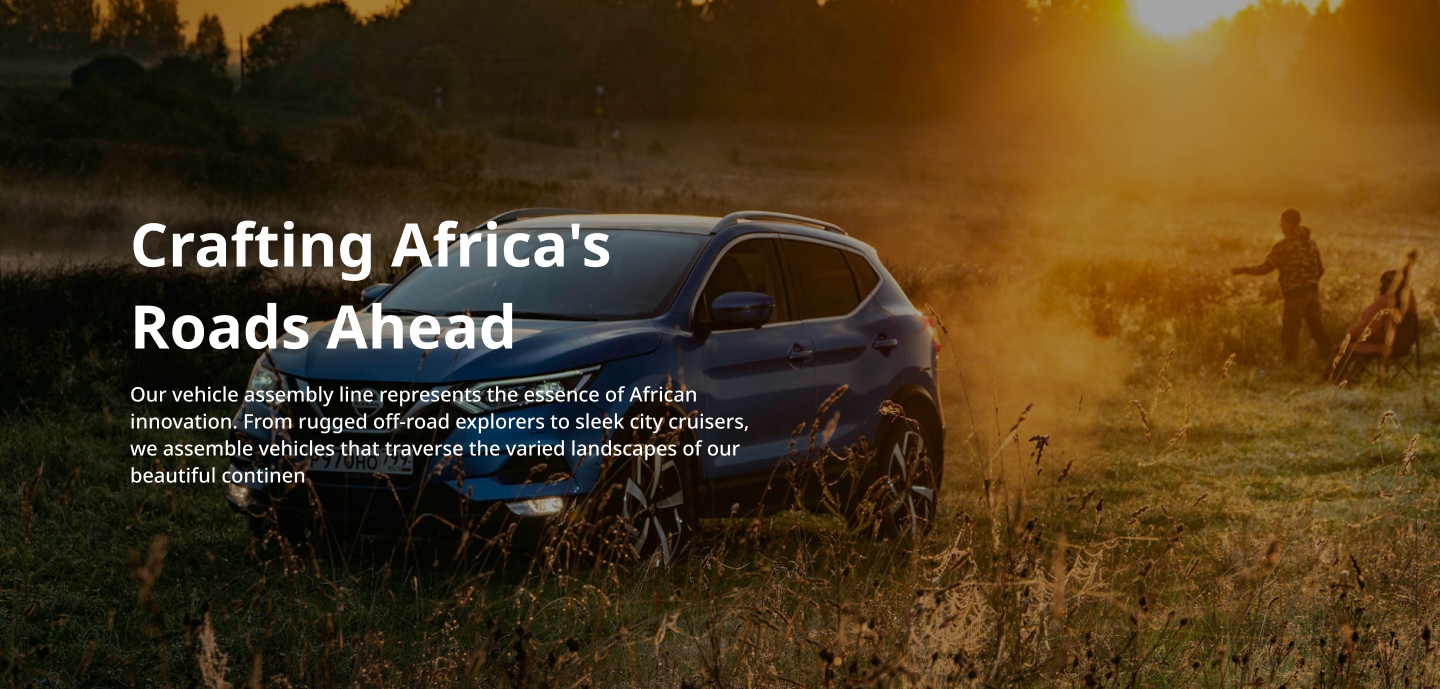 Crafting Africa's
Roads Ahead
Our vehicle assembly line represents the essence of African
innovation. From rugged off-road explorers to sleek city cruisers,
we assemble vehicles that traverse the varied landscapes of our
beautiful continen